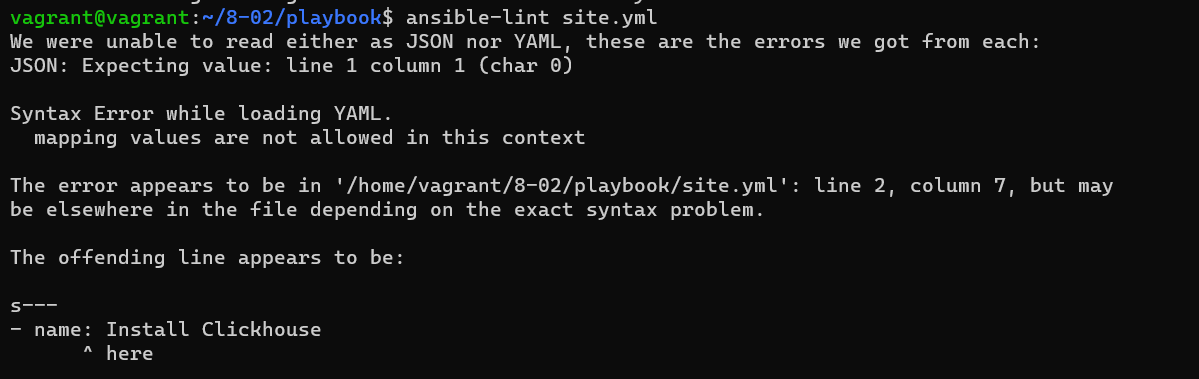 vagrant@vagrant:~/8-02/playbook$ ansible-lint site.yml
We were unable to read either as JSON nor YAML, these are the errors we got from each:
JSON: Expecting value: line 1 column 1 (char 0)

Syntax Error while loading YAML.
  mapping values are not allowed in this context

The error appears to be in '/home/vagrant/8-02/playbook/site.yml': line 2, column 7, but may
be elsewhere in the file depending on the exact syntax problem.

The offending line appears to be:

s---
- name: Install Clickhouse
      ^ here